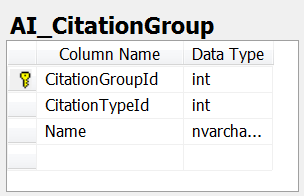 AI_CitationGroup
Column Name Data Type
CitationGroupId int
CitationTypeId int
Name nvarcha...